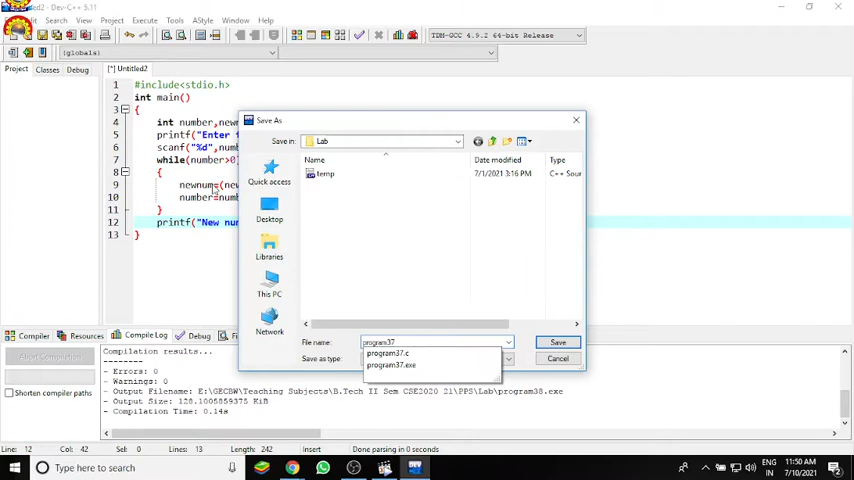 Untitled2 - Dev-C++ 5.11
Search View Project Execute Tools AStyle Window Help
TDM-GCC 4.9.2 64-bit Release
(globals)
Project Classes Debug [*] Untitled2
1 #include<stdio.h>
2 int main()
3 {
4 int number,newn
5 printf("Enter
6 scanf("%d",numb
7 while(number>0)
8 {
9 newnum=(new
10 number=numb
11 }
12 printf("New num
13 }
Save As
Save in: Lab
Name Date modified Type
temp 7/1/2021 3:16 PM C++ Sour
Quick access
Desktop
Libraries
This PC
Network
File name: program37 Save
program37.c
Save as type: Cancel
program37.exe
Compiler Resources Compile Log Debug
Abort Compilation
Shorten compiler paths
Compilation results...
--------
- Errors: 0
- Warnings: 0
- Output Filename: E:\GECBW\Teaching Subjects\B.Tech II Sem CSE2020 21\PPS\Lab\program38.exe
- Output Size: 128.1005859375 KiB
- Compilation Time: 0.14s
Line: 12 Col: 42 Sel: 0 Lines: 13 Length: 242 Insert Done parsing in 0 seconds
Type here to search
ENG
IN
11:50 AM
7/10/2021
2